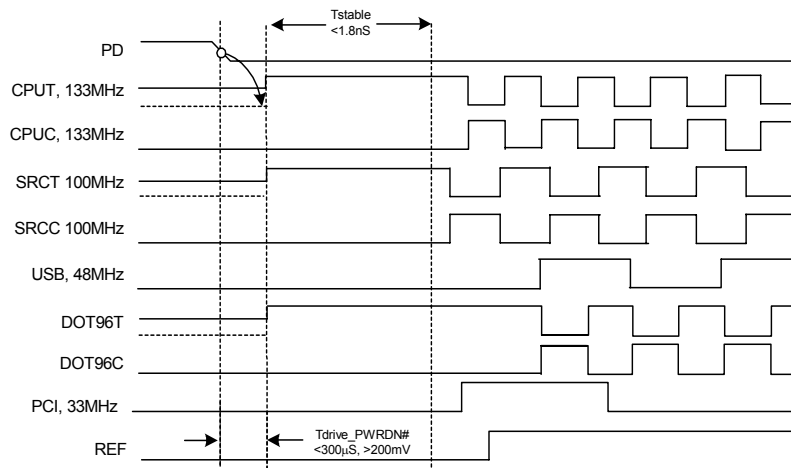 Tstable
<1.8nS
PD
CPUT, 133MHz
CPUC, 133MHz
SRCT 100MHz
SRCC 100MHz
USB, 48MHz
DOT96T
DOT96C
PCI, 33MHz
Tdrive_PWRDN#
<300µS, >200mV
REF